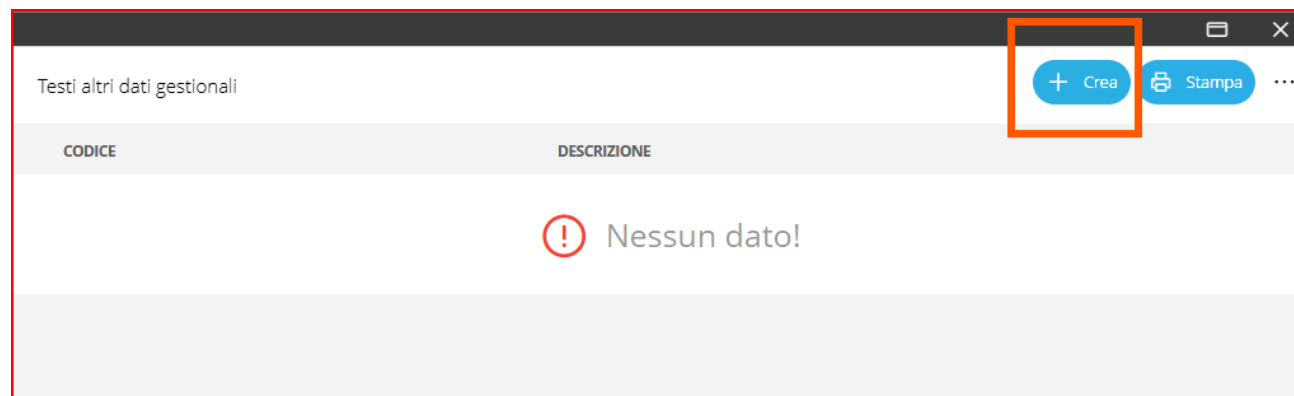 Testi altri dati gestionali
+ Crea
Stampa
...
CODICE
DESCRIZIONE
! Nessun dato!